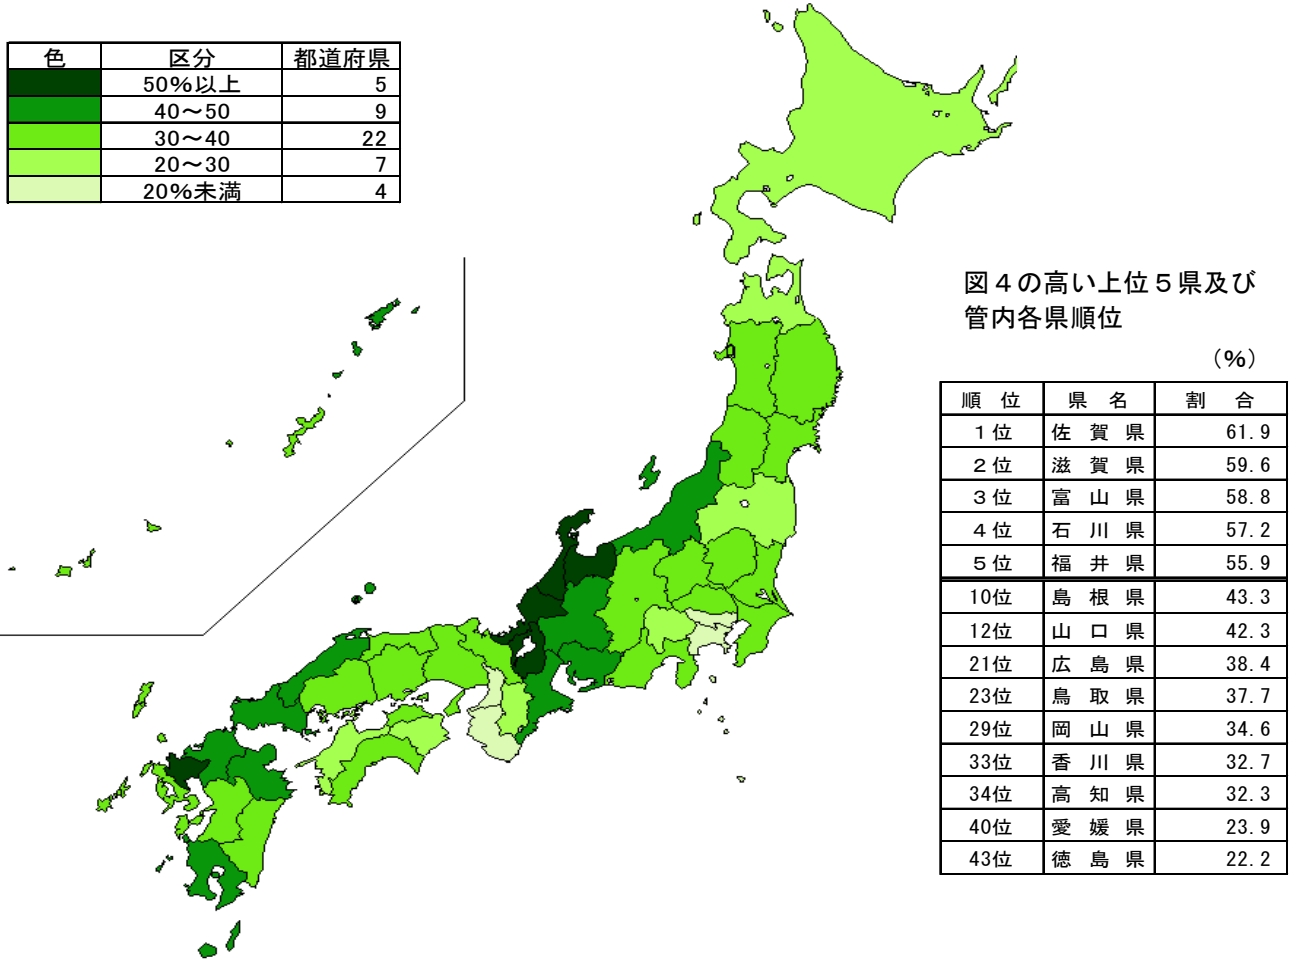 色 区分 都道府県
50%以上 5
40～50 9
30～40 22
20～30 7
20%未満 4
図４の高い上位５県及び
管内各県順位
（%）
順 位 県 名 割 合
1位 佐 賀 県 61.9
2位 滋 賀 県 59.6
3位 富 山 県 58.8
4位 石 川 県 57.2
5位 福 井 県 55.9
10位 島 根 県 43.3
12位 山 口 県 42.3
21位 広 島 県 38.4
23位 鳥 取 県 37.7
29位 岡 山 県 34.6
33位 香 川 県 32.7
34位 高 知 県 32.3
40位 愛 媛 県 23.9
43位 徳 島 県 22.2